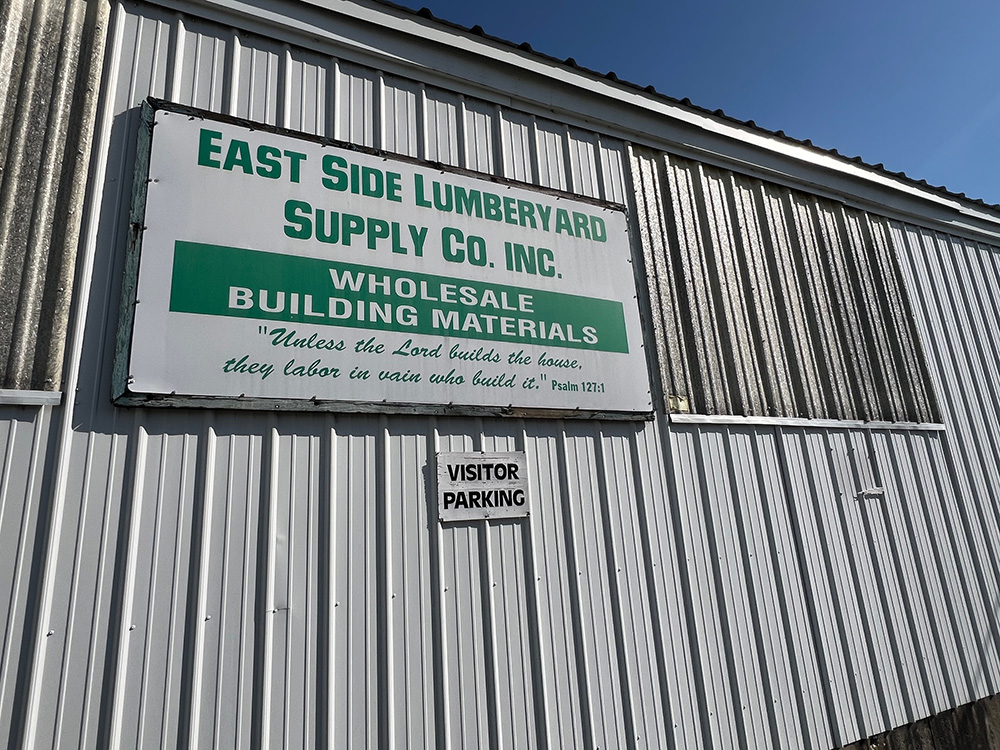 EAST SIDE LUMBERYARD
SUPPLY CO. INC.
WHOLESALE
BUILDING MATERIALS
"Unless the Lord builds the house,
they labor in vain who build it." Psalm 127:1
VISITOR
PARKING